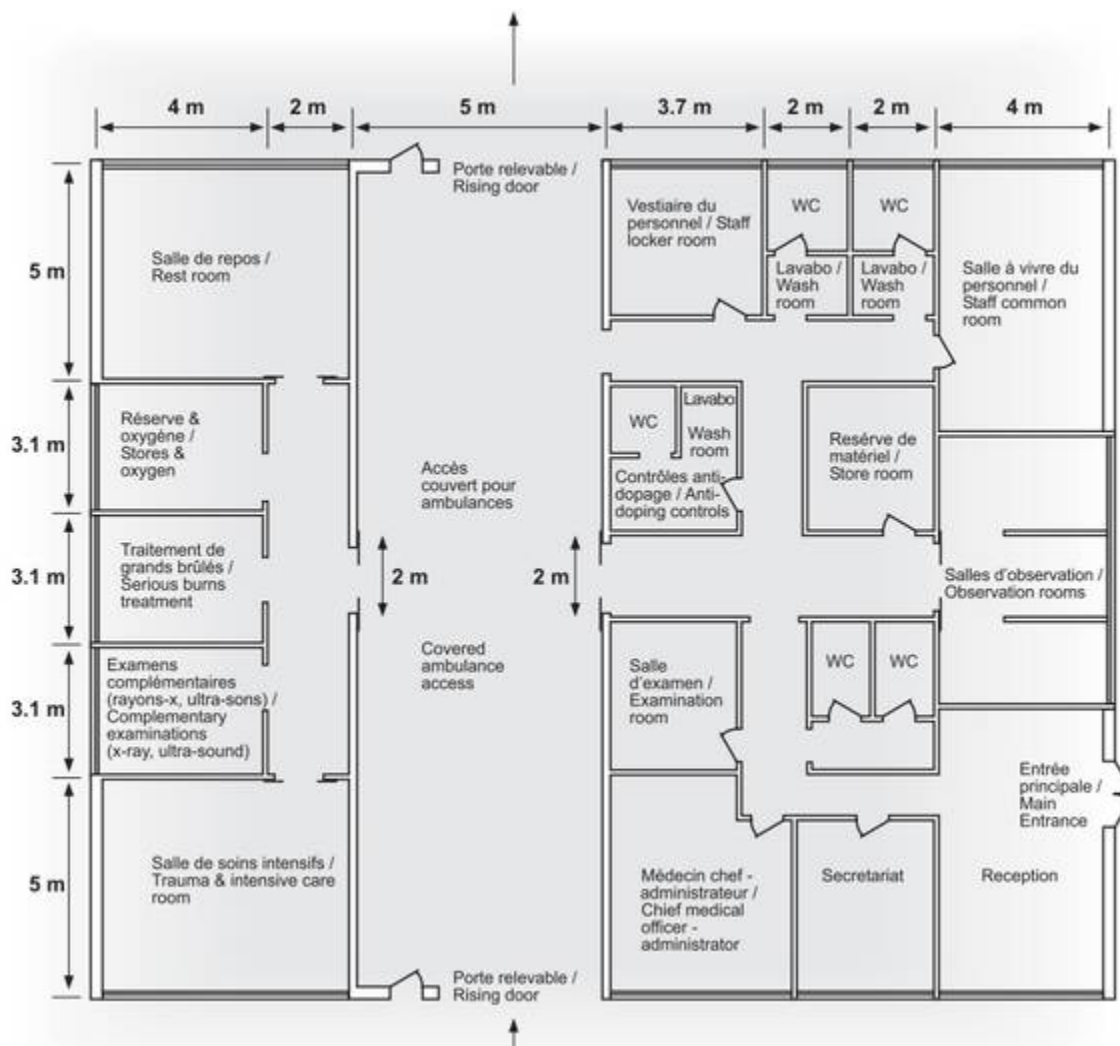 4 m
2 m
5 m
3.7 m
2 m
2 m
4 m
5 m
3.1 m
3.1 m
3.1 m
5 m
Porte relevable /
Rising door
Salle de repos /
Rest room
Vestiaire du
personnel / Staff
locker room
WC
WC
Lavabo /
Wash
room
Lavabo /
Wash
room
Salle à vivre du
personnel /
Staff common
room
Réserve &
oxygène /
Stores &
oxygen
Accès
couvert pour
ambulances
WC
Lavabo
Wash
room
Contrôles anti-
dopage / Anti-
doping controls
Resérve de
matériel /
Store room
Traitement de
grands brûlés /
Serious burns
treatment
2 m
2 m
Salles d'observation /
Observation rooms
Examens
complémentaires
(rayons-x, ultra-sons) /
Complementary
examinations
(x-ray, ultra-sound)
Covered
ambulance
access
Salle
d'examen /
Examination
room
WC
WC
Entrée
principale /
Main
Entrance
Salle de soins intensifs /
Trauma & intensive care
room
Mèdecin chef -
administrateur /
Chief medical
officer -
administrator
Secretariat
Reception
Porte relevable /
Rising door